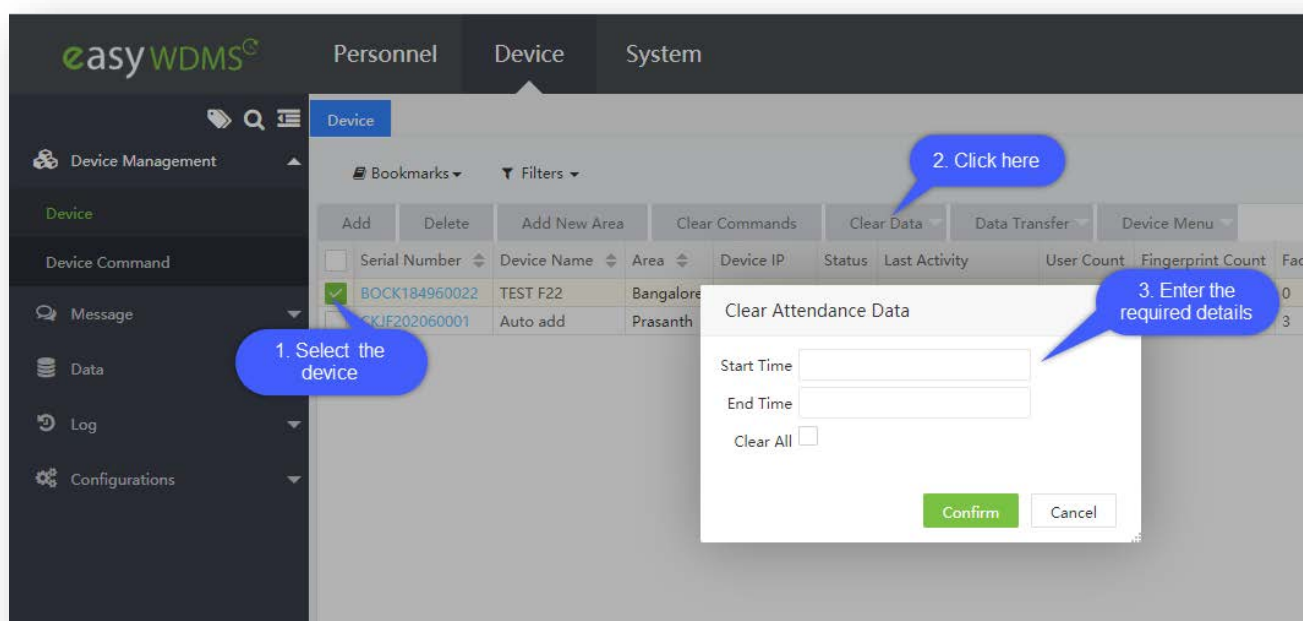 easy WDMS
Personnel Device System
Device
Device Management
Bookmarks Filters
2. Click here
Device
Add Delete Add New Area Clear Commands Clear Data Data Transfer Device Menu
Device Command
Serial Number Device Name Area Device IP Status Last Activity User Count Fingerprint Count
BOCK184960022 TEST F22 Bangalore 0
202060001 Auto add Prasanth 3
Message
1. Select the
device
Data
Log
Configurations
Clear Attendance Data
3. Enter the
required details
Start Time
End Time
Clear All
Confirm Cancel